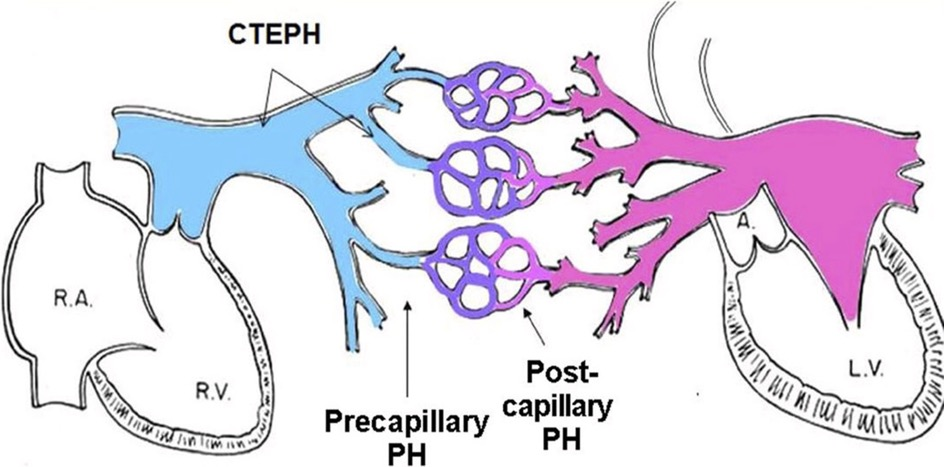 CTEPH
R.A.
R.V.
A.
L.V.
Precapillary
PH
Post-
capillary
PH